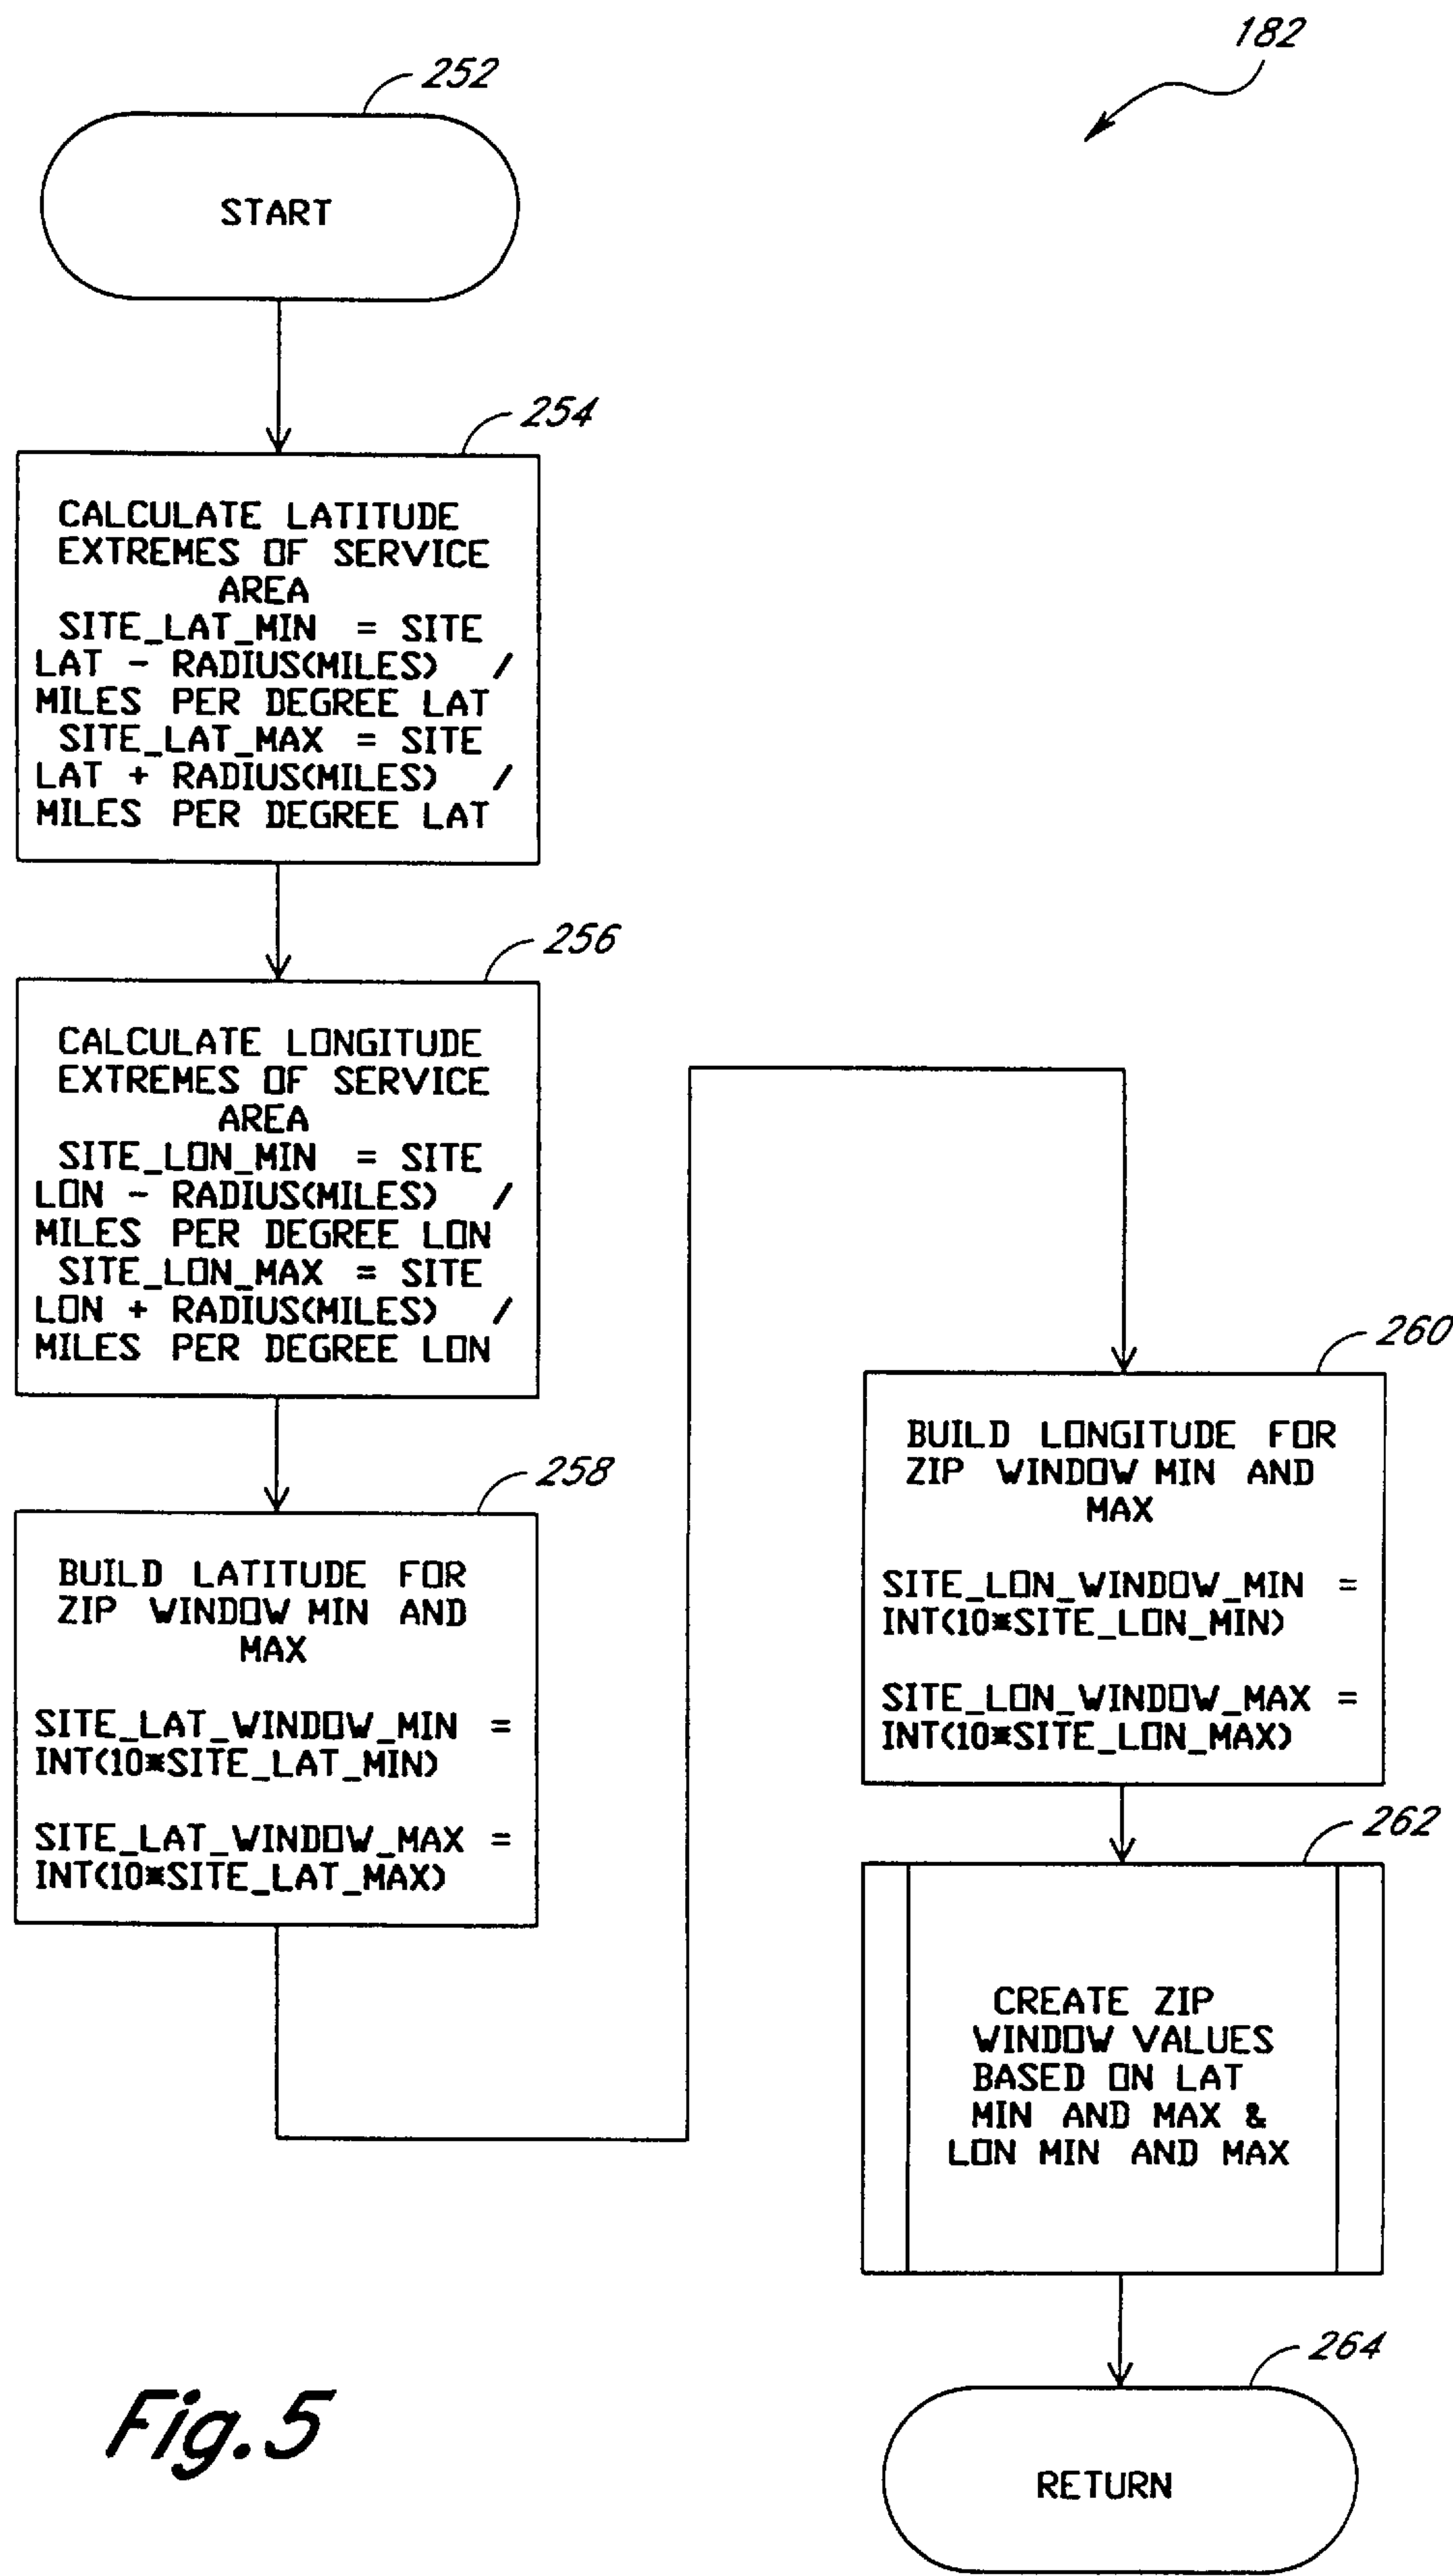 182
252
START
254
CALCULATE LATITUDE
EXTREMES OF SERVICE
AREA
SITE_LAT_MIN = SITE
LAT - RADIUS(MILES) /
MILES PER DEGREE LAT
SITE_LAT_MAX = SITE
LAT + RADIUS(MILES) /
MILES PER DEGREE LAT
256
CALCULATE LONGITUDE
EXTREMES OF SERVICE
AREA
SITE_LON_MIN = SITE
LON - RADIUS(MILES) /
MILES PER DEGREE LON
SITE_LON_MAX = SITE
LON + RADIUS(MILES) /
MILES PER DEGREE LON
258
BUILD LATITUDE FOR
ZIP WINDOW MIN AND
MAX
SITE_LAT_WINDOW_MIN =
INT(10*SITE_LAT_MIN)
SITE_LAT_WINDOW_MAX =
INT(10*SITE_LAT_MAX)
260
BUILD LONGITUDE FOR
ZIP WINDOW MIN AND
MAX
SITE_LON_WINDOW_MIN =
INT(10*SITE_LON_MIN)
SITE_LON_WINDOW_MAX =
INT(10*SITE_LON_MAX)
262
CREATE ZIP
WINDOW VALUES
BASED ON LAT
MIN AND MAX &
LON MIN AND MAX
264
RETURN
Fig.5